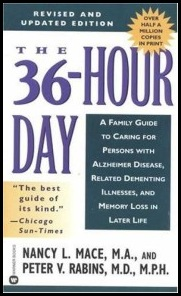 REVISED AND
UPDATED EDITION
OVER
HALF A
MILLION
COPIES
IN PRINT
THE
36-HOUR
DAY
A FAMILY GUIDE
TO CARING FOR
PERSONS WITH
ALZHEIMER DISEASE,
RELATED DEMENTING
ILLNESSES, AND
MEMORY LOSS IN
LATER LIFE
"The best
guide of
its kind."
—Chicago
Sun-Times
NANCY L. MACE, M.A., AND
PETER V. RABINS, M.D., M.P.H.